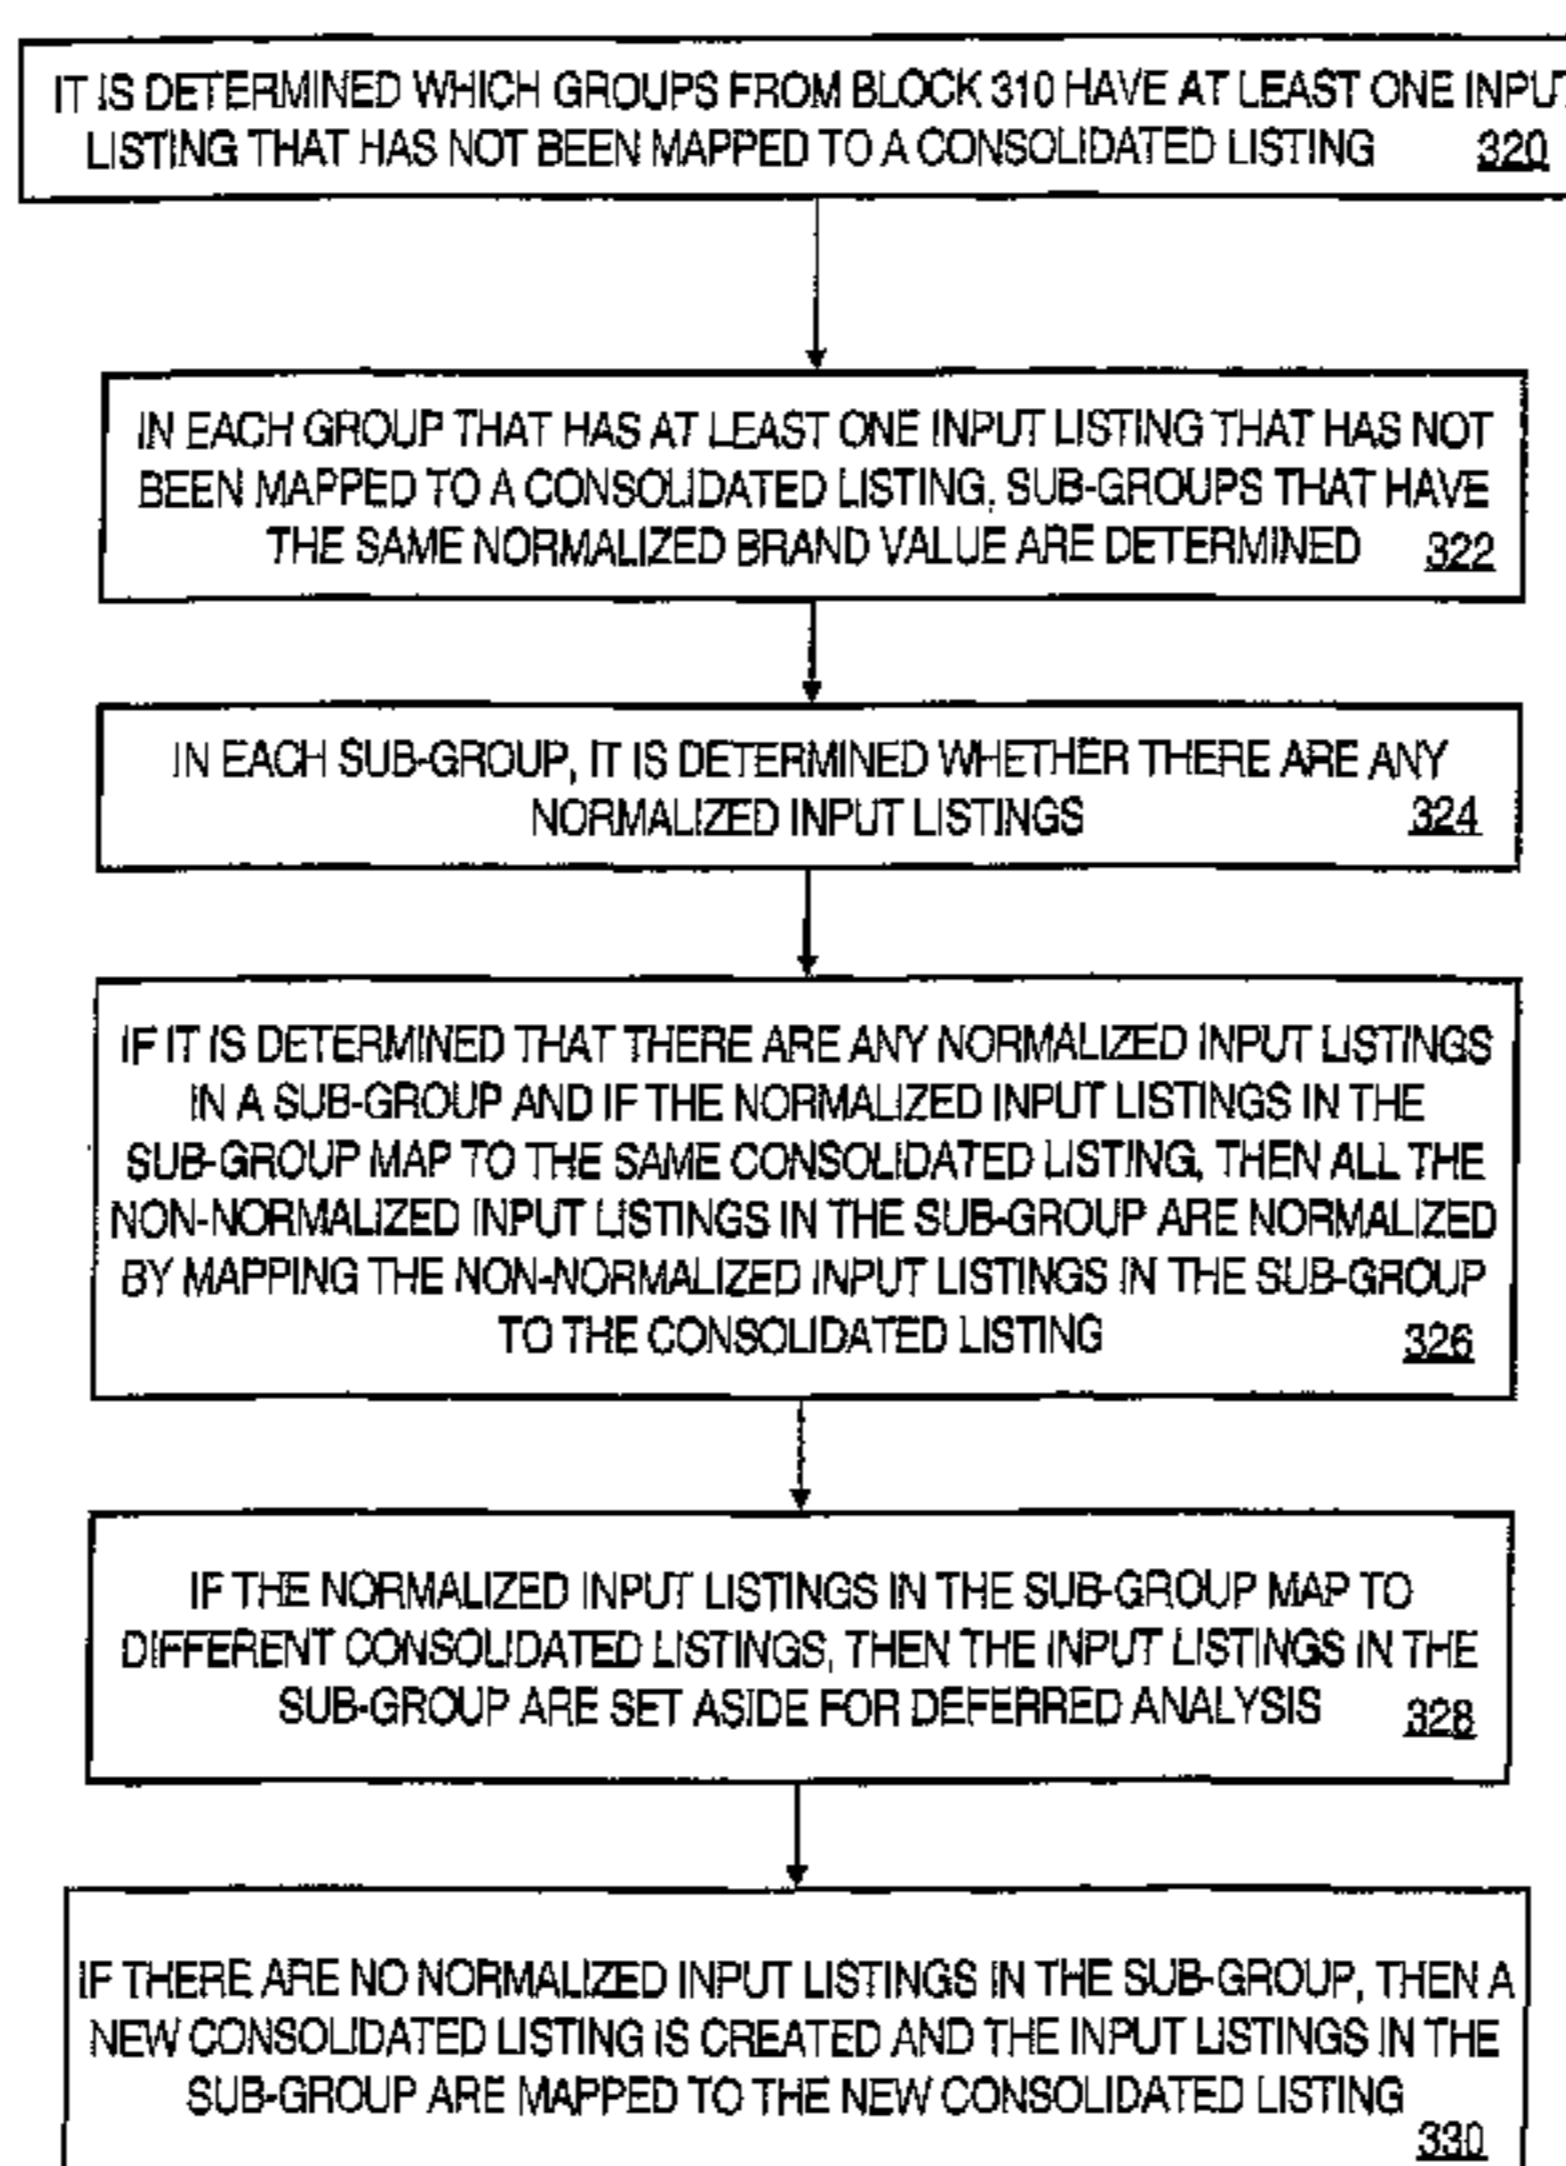 IT IS DETERMINED WHICH GROUPS FROM BLOCK 310 HAVE AT LEAST ONE INPUT
LISTING THAT HAS NOT BEEN MAPPED TO A CONSOLIDATED LISTING 320
IN EACH GROUP THAT HAS AT LEAST ONE INPUT LISTING THAT HAS NOT
BEEN MAPPED TO A CONSOLIDATED LISTING, SUB-GROUPS THAT HAVE
THE SAME NORMALIZED BRAND VALUE ARE DETERMINED 322
IN EACH SUB-GROUP, IT IS DETERMINED WHETHER THERE ARE ANY
NORMALIZED INPUT LISTINGS 324
IF IT IS DETERMINED THAT THERE ARE ANY NORMALIZED INPUT LISTINGS
IN A SUB-GROUP AND IF THE NORMALIZED INPUT LISTINGS IN THE
SUB-GROUP MAP TO THE SAME CONSOLIDATED LISTING, THEN ALL THE
NON-NORMALIZED INPUT LISTINGS IN THE SUB-GROUP ARE NORMALIZED
BY MAPPING THE NON-NORMALIZED INPUT LISTINGS IN THE SUB-GROUP
TO THE CONSOLIDATED LISTING 326
IF THE NORMALIZED INPUT LISTINGS IN THE SUB-GROUP MAP TO
DIFFERENT CONSOLIDATED LISTINGS, THEN THE INPUT LISTINGS IN THE
SUB-GROUP ARE SET ASIDE FOR DEFERRED ANALYSIS 328
IF THERE ARE NO NORMALIZED INPUT LISTINGS IN THE SUB-GROUP, THEN A
NEW CONSOLIDATED LISTING IS CREATED AND THE INPUT LISTINGS IN THE
SUB-GROUP ARE MAPPED TO THE NEW CONSOLIDATED LISTING
330